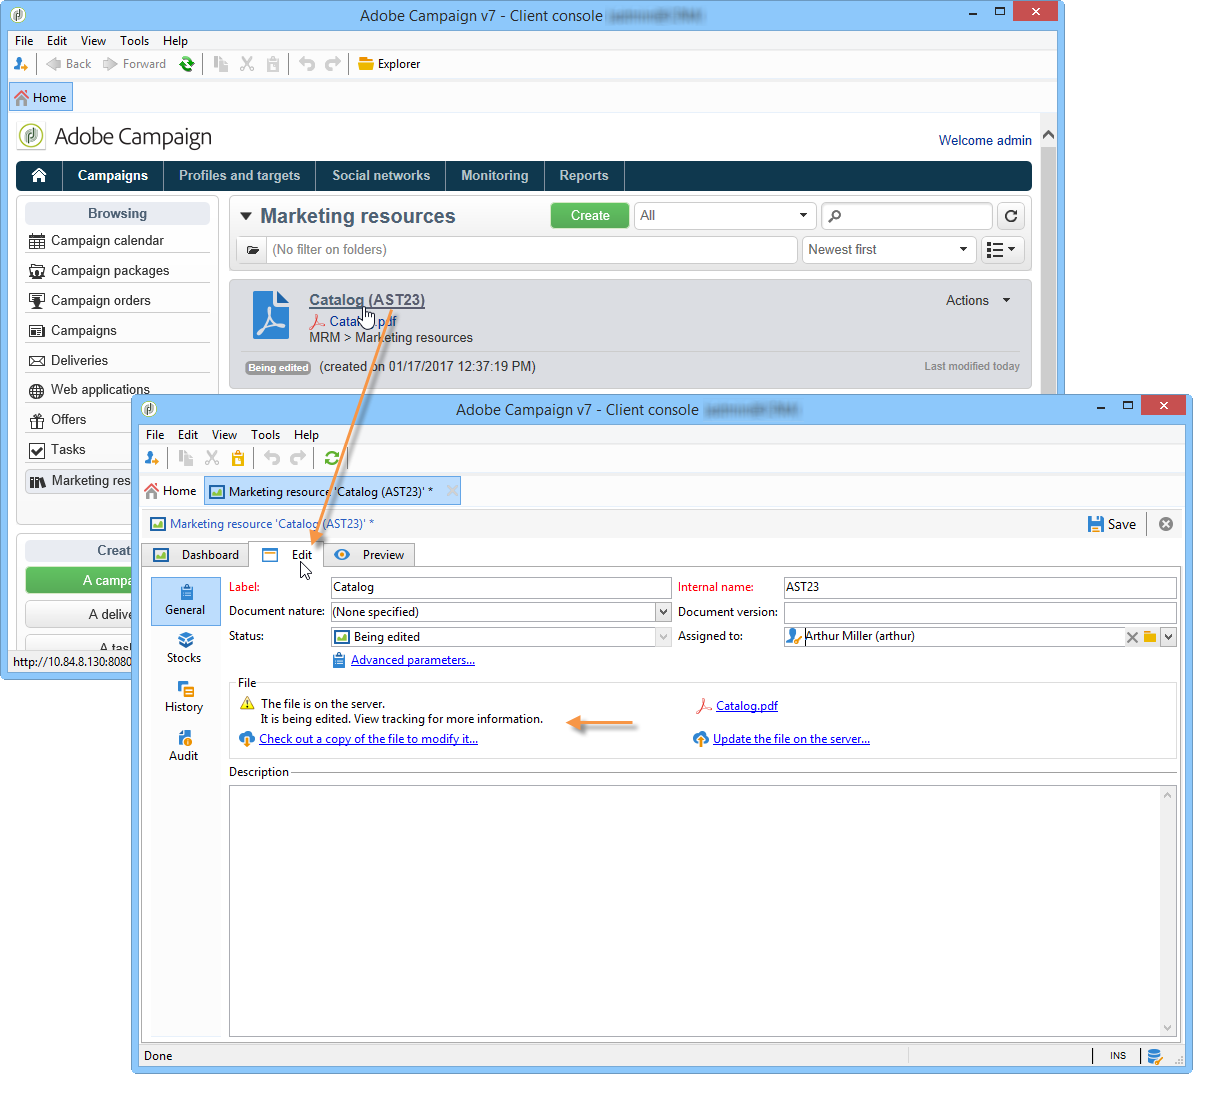 Adobe Campaign v7 - Client console
File Edit View Tools Help
Back Forward Explorer
Home
Adobe Campaign
Welcome admin
Campaigns Profiles and targets Social networks Monitoring Reports
Browsing
Campaign calendar
Campaign packages
Campaign orders
Campaigns
Deliveries
Web applications
Offers
Tasks
Marketing res
Creat
A campa
A delive
A tas
http://10.84.8.130:8080
Marketing resources
Create
All
(No filter on folders)
Newest first
Catalog (AST23)
Actions
Catalog.pdf
MRM > Marketing resources
Being edited (created on 01/17/2017 12:37:19 PM)
Last modified today
Adobe Campaign v7 - Client console
File Edit View Tools Help
Home Marketing resource 'Catalog (AST23)' *
Marketing resource 'Catalog (AST23)' *
Save
Dashboard Edit Preview
General
Stocks
History
Audit
Label: Catalog Internal name: AST23
Document nature: (None specified) Document version:
Status: Being edited Assigned to: Arthur Miller (arthur)
Advanced parameters...
File
The file is on the server.
It is being edited. View tracking for more information.
Catalog.pdf
Check out a copy of the file to modify it... Update the file on the server...
Description
Done INS